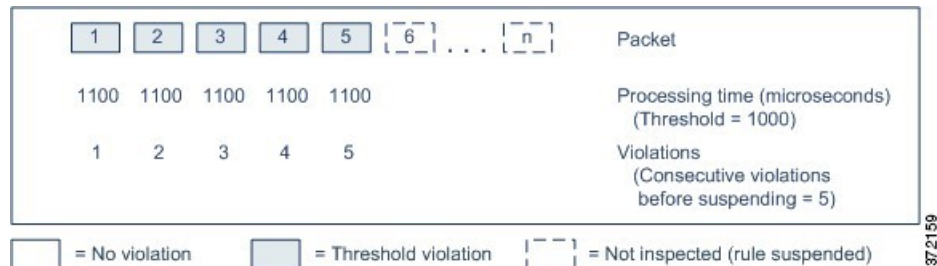 1 2 3 4 5 6 . . . n Packet
1100 1100 1100 1100 1100 Processing time (microseconds)
(Threshold = 1000)
1 2 3 4 5 Violations
(Consecutive violations
before suspending = 5)
= No violation = Threshold violation = Not inspected (rule suspended)
372159